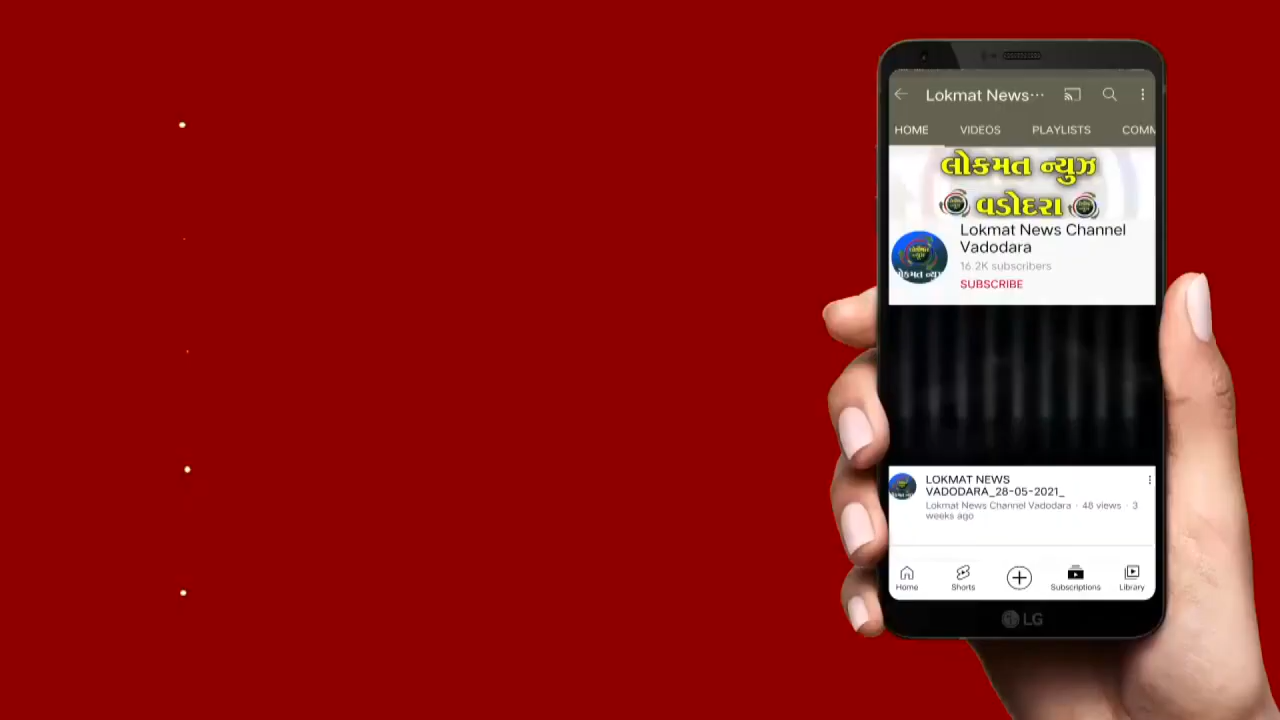 Lokmat News...
HOME VIDEOS PLAYLISTS COMM
લોકમત ન્યુઝ
વડોદરા
Lokmat News Channel
Vadodara
16.2K subscribers
SUBSCRIBE
LOKMAT NEWS
VADODARA_28-05-2021_
Lokmat News Channel Vadodara · 48 views · 3
weeks ago
Home Shorts Subscriptions Library
LG